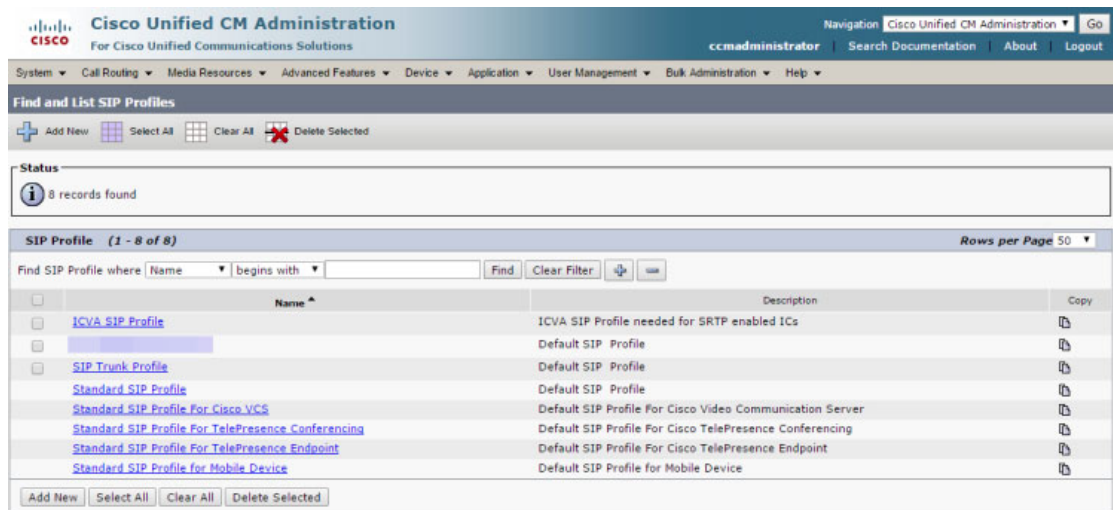 Cisco Unified CM Administration
CISCO
For Cisco Unified Communications Solutions
Navigation Cisco Unified CM Administration Go
ccmadministrator Search Documentation About Logout
System Call Routing Media Resources Advanced Features Device Application User Management Bulk Administration Help
Find and List SIP Profiles
Add New Select All Clear All Delete Selected
Status
i 8 records found
SIP Profile (1 - 8 of 8) Rows per Page 50
Find SIP Profile where Name begins with Find Clear Filter
Name Description Copy
ICVA SIP Profile ICVA SIP Profile needed for SRTP enabled ICs
Default SIP Profile
SIP Trunk Profile Default SIP Profile
Standard SIP Profile Default SIP Profile
Standard SIP Profile For Cisco VCS Default SIP Profile For Cisco Video Communication Server
Standard SIP Profile For TelePresence Conferencing Default SIP Profile For Cisco TelePresence Conferencing
Standard SIP Profile For TelePresence Endpoint Default SIP Profile For Cisco TelePresence Endpoint
Standard SIP Profile for Mobile Device Default SIP Profile for Mobile Device
Add New Select All Clear All Delete Selected